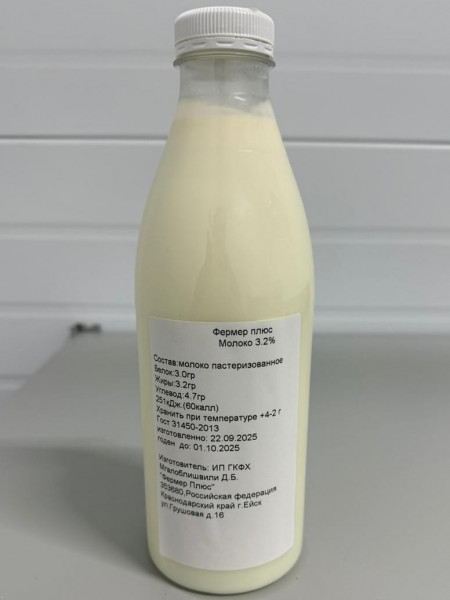 Фермер плюс
Молоко 3.2%
Состав:молоко пастеризованное
Белок:3.0гр
Жиры:3.2гр
Углевод:4.7гр
251кДж.(60калл)
Хранить при температуре +4-2 г
Гост 31450-2013
изготовленно: 22.09.2025
годен до: 01.10.2025
Изготовитель: ИП ГКФХ
Мгалоблишвили Д.Б.
"Фермер Плюс"
353680,Российская федерация
Краснодарский край г.Ейск
ул.Грушовая д.16